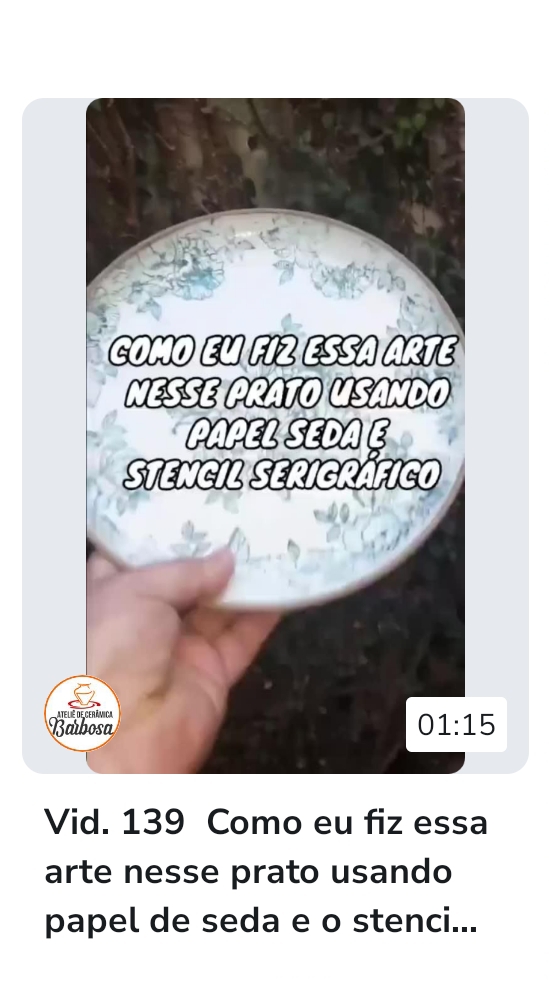 COMO EU FIZ ESSA ARTE
NESSE PRATO USANDO
PAPEL SEDA E
STENCIL SERIGRÁFICO
ATELIÊ DE CERÂMICA
Barbosa
01:15
Vid. 139  Como eu fiz essa
arte nesse prato usando
papel de seda e o stenci...